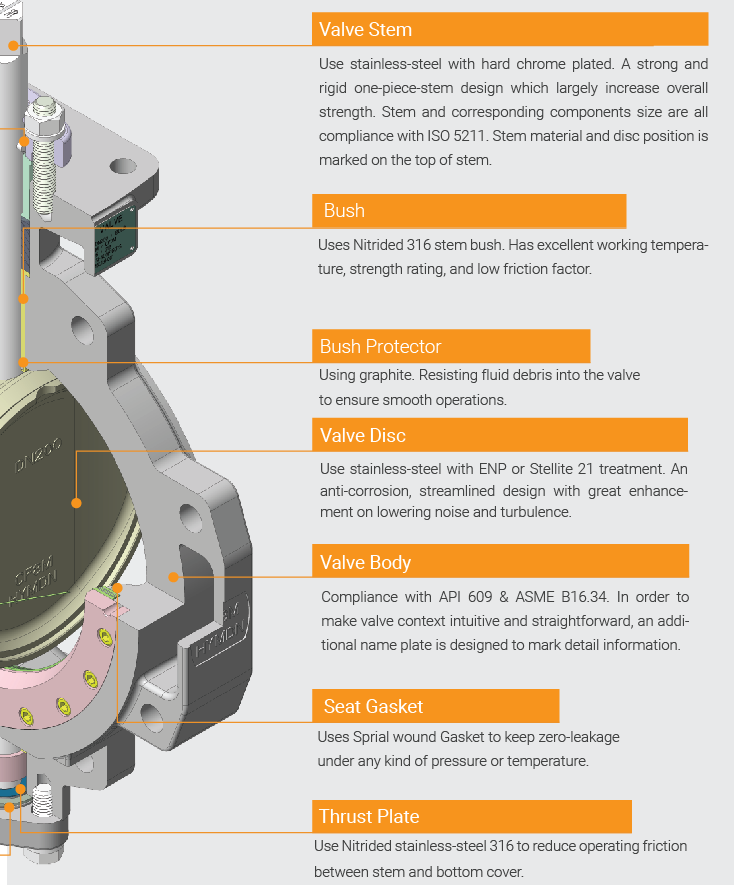 Valve Stem
Use stainless-steel with hard chrome plated. A strong and
rigid one-piece-stem design which largely increase overall
strength. Stem and corresponding components size are all
compliance with ISO 5211. Stem material and disc position is
marked on the top of stem.
Bush
Uses Nitrided 316 stem bush. Has excellent working tempera-
ture, strength rating, and low friction factor.
Bush Protector
Using graphite. Resisting fluid debris into the valve
to ensure smooth operations.
Valve Disc
Use stainless-steel with ENP or Stellite 21 treatment. An
anti-corrosion, streamlined design with great enhance-
ment on lowering noise and turbulence.
DN200
CF8M
Valve Body
Compliance with API 609 & ASME B16.34. In order to
make valve context intuitive and straightforward, an addi-
tional name plate is designed to mark detail information.
Seat Gasket
Uses Sprial wound Gasket to keep zero-leakage
under any kind of pressure or temperature.
Thrust Plate
Use Nitrided stainless-steel 316 to reduce operating friction
between stem and bottom cover.